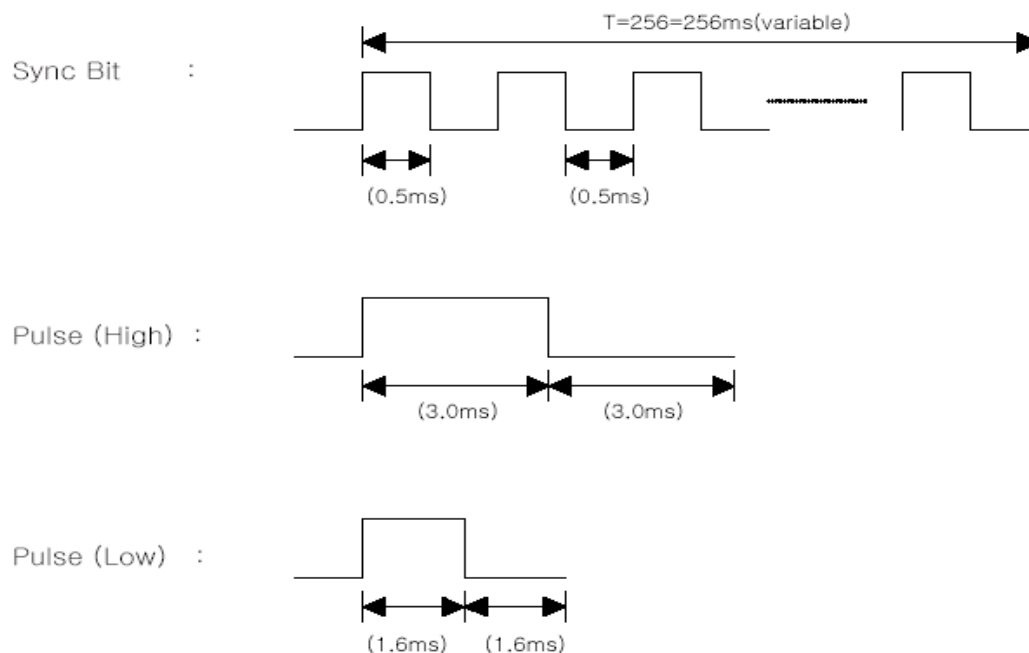 T=256=256ms(variable)
Sync Bit :
(0.5ms) (0.5ms)
Pulse (High) :
(3.0ms) (3.0ms)
Pulse (Low) :
(1.6ms) (1.6ms)